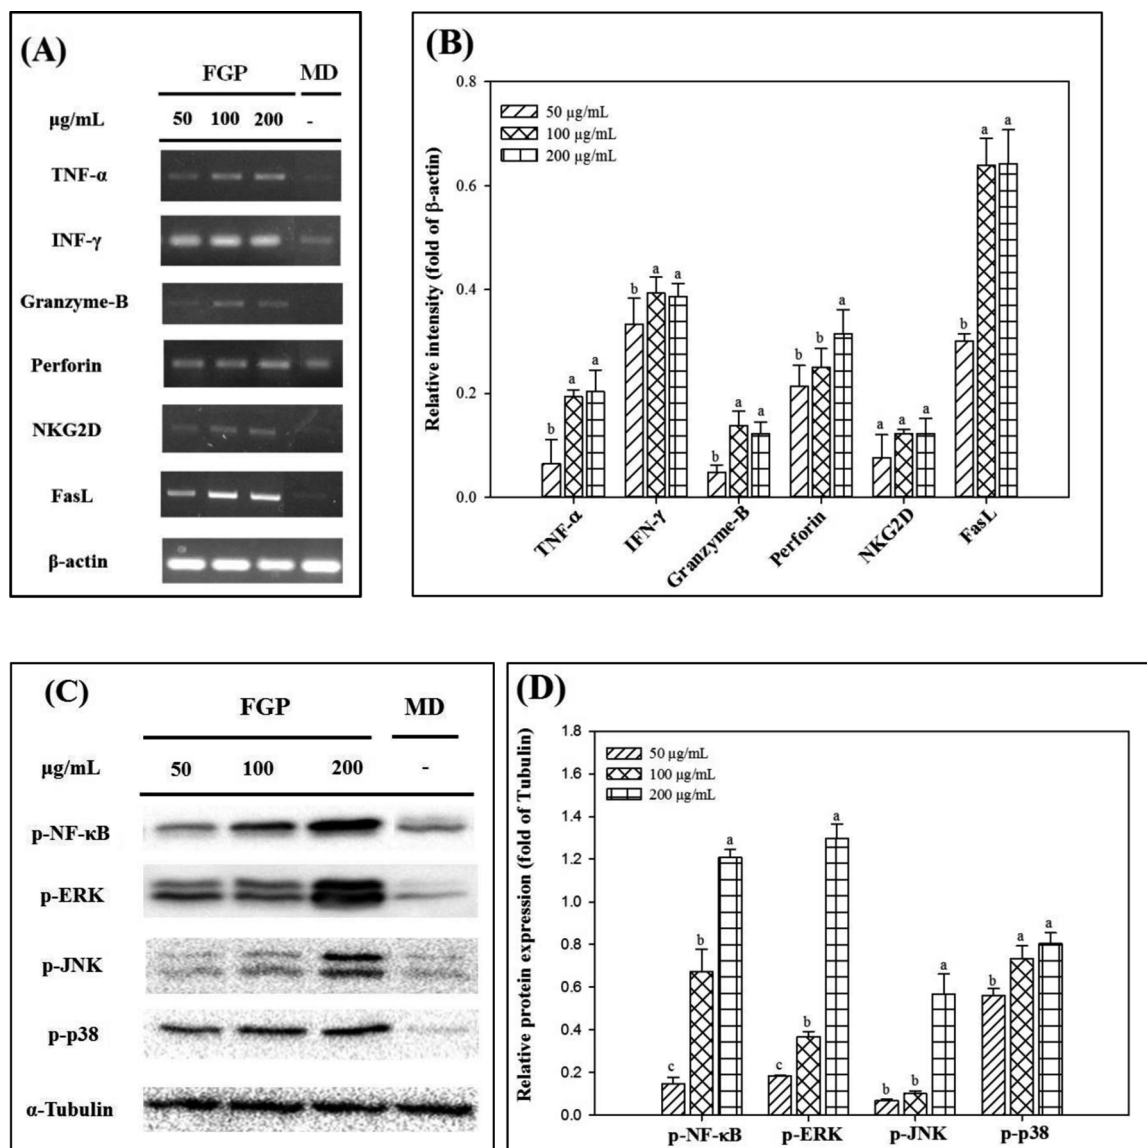 (A)
FGP MD
µg/mL 50 100 200 -
TNF-α
INF-γ
Granzyme-B
Perforin
NKG2D
FasL
β-actin
(B)
Relative intensity (fold of β-actin)
0.8
0.6
0.4
0.2
0.0
50 µg/mL
100 µg/mL
200 µg/mL
b a a
b a a
b a a
b b a
a a a
b a a
TNF-α IFN-γ Granzyme-B Perforin NKG2D FasL
(C)
FGP MD
µg/mL 50 100 200 -
p-NF-κB
p-ERK
p-JNK
p-p38
α-Tubulin
(D)
Relative protein expression (fold of Tubulin)
1.8
1.6
1.4
1.2
1.0
0.8
0.6
0.4
0.2
0.0
50 µg/mL
100 µg/mL
200 µg/mL
c b a
c b a
b b a
b a a
p-NF-κB p-ERK p-JNK p-p38